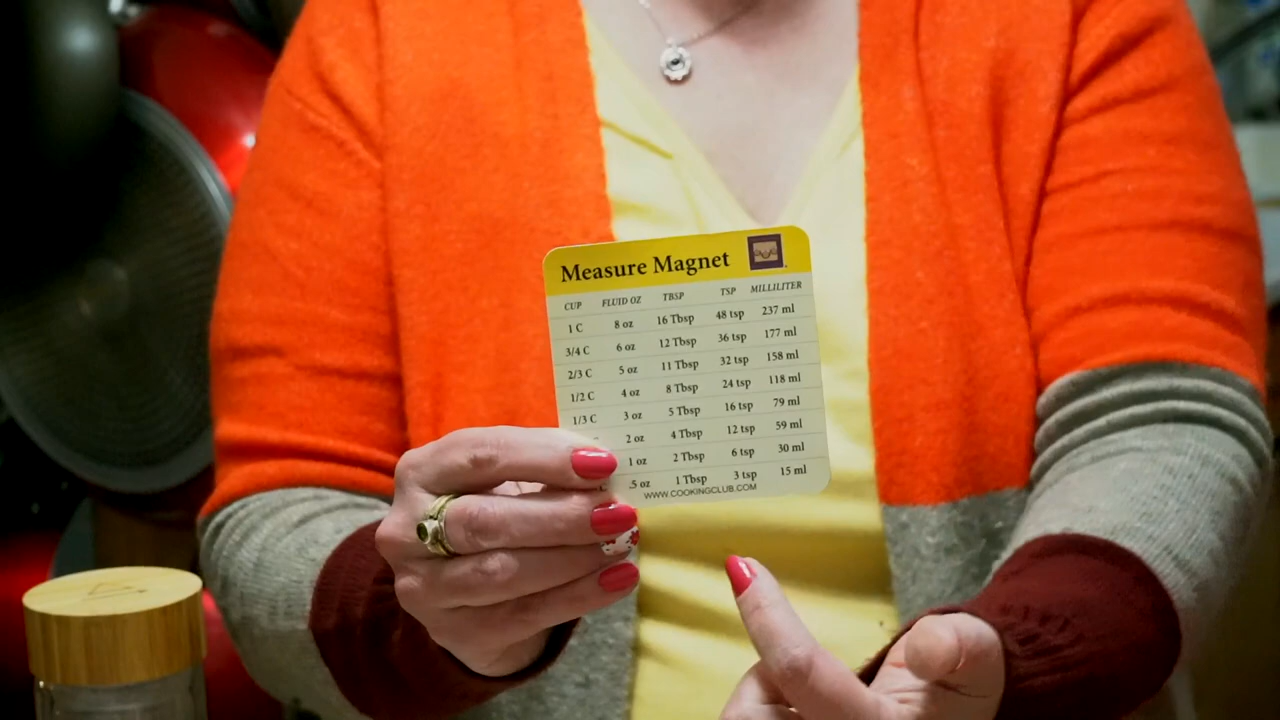 Measure Magnet
CUP FLUID OZ TBSP TSP MILLILITER
1 C 8 oz 16 Tbsp 48 tsp 237 ml
3/4 C 6 oz 12 Tbsp 36 tsp 177 ml
2/3 C 5 oz 11 Tbsp 32 tsp 158 ml
1/2 C 4 oz 8 Tbsp 24 tsp 118 ml
1/3 C 3 oz 5 Tbsp 16 tsp 79 ml
2 oz 4 Tbsp 12 tsp 59 ml
1 oz 2 Tbsp 6 tsp 30 ml
.5 oz 1 Tbsp 3 tsp 15 ml
WWW.COOKINGCLUB.COM